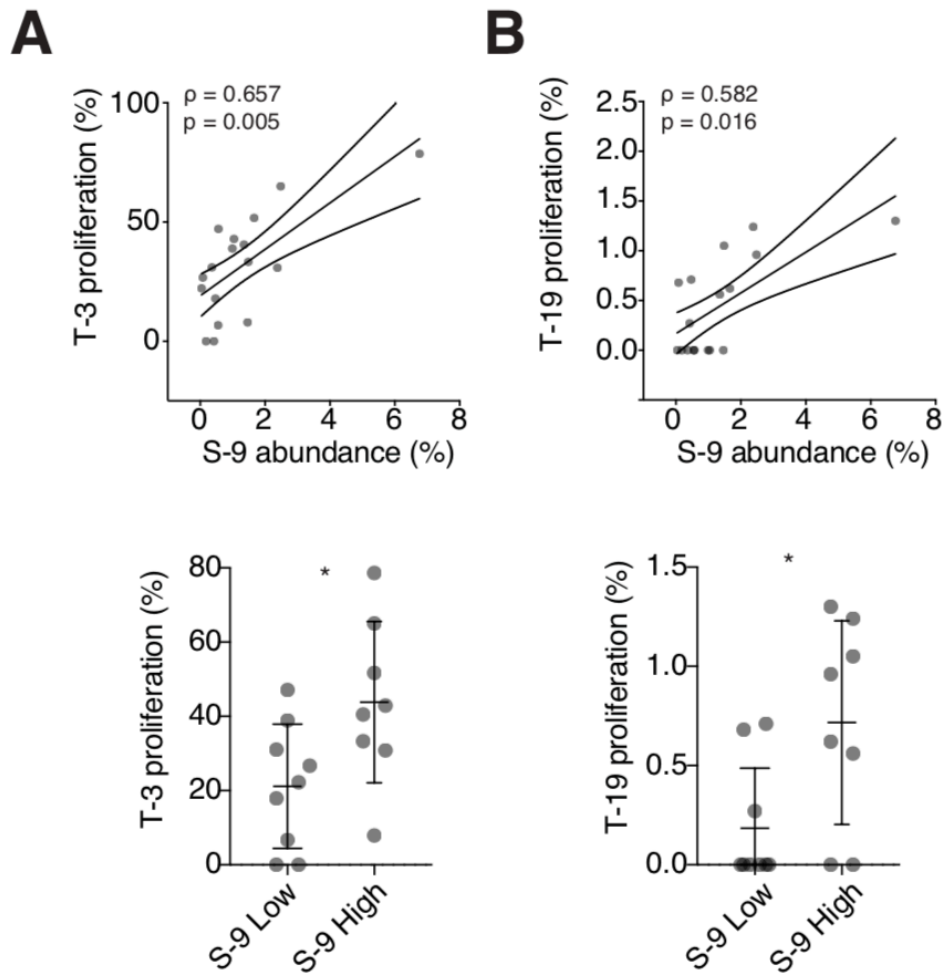 A
B
ρ = 0.657
p = 0.005
T-3 proliferation (%)
100
50
0
0 2 4 6 8
S-9 abundance (%)
ρ = 0.582
p = 0.016
T-19 proliferation (%)
2.5
2.0
1.5
1.0
0.5
0.0
0 2 4 6 8
S-9 abundance (%)
T-3 proliferation (%)
80
60
40
20
0
*
S-9 Low
S-9 High
T-19 proliferation (%)
1.5
1.0
0.5
0.0
*
S-9 Low
S-9 High